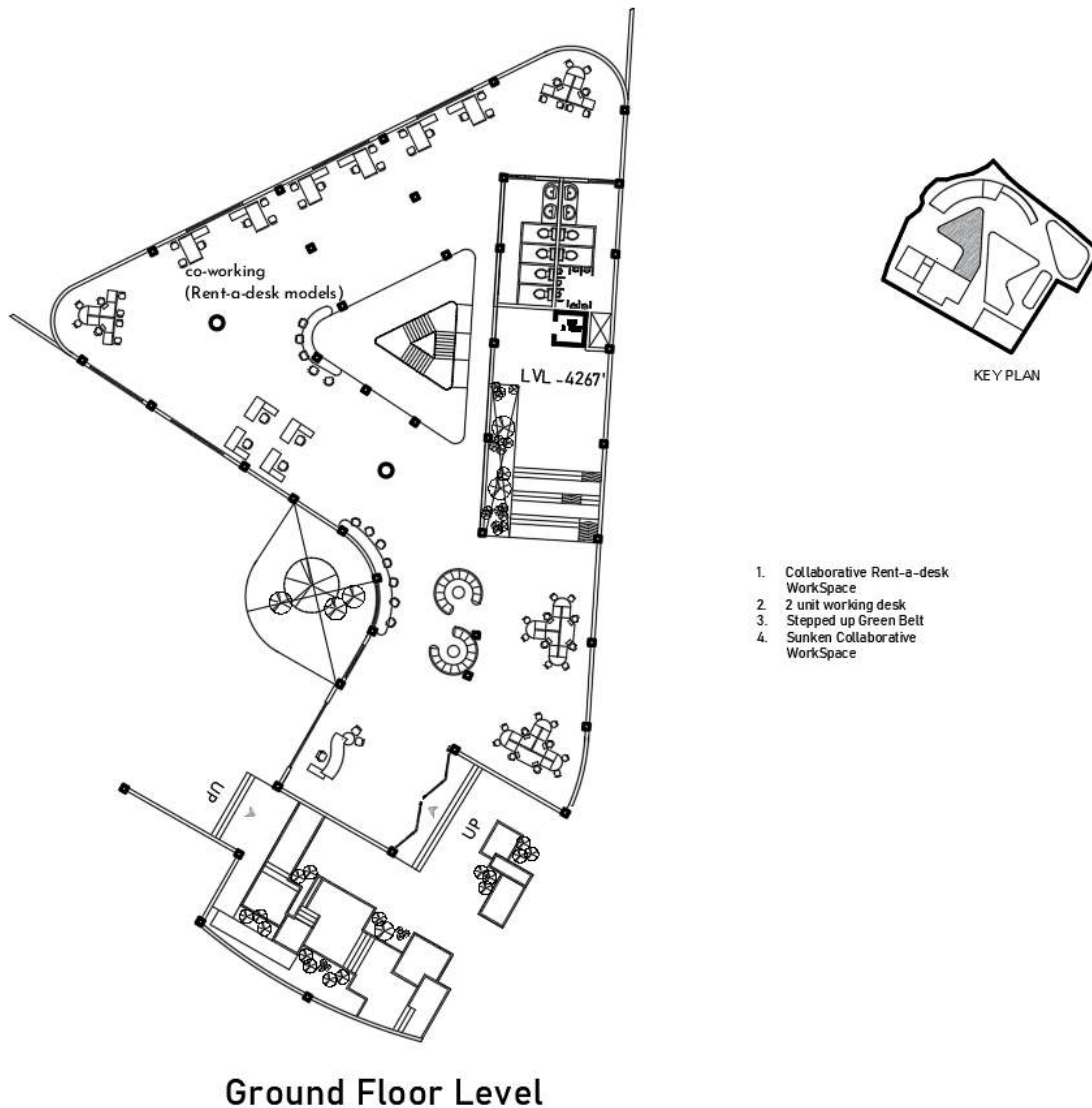 co-working
(Rent-a-desk models)
LVL -4267'
KEY PLAN
1. Collaborative Rent-a-desk
WorkSpace
2. 2 unit working desk
3. Stepped up Green Belt
4. Sunken Collaborative
WorkSpace
UP
UP
Ground Floor Level